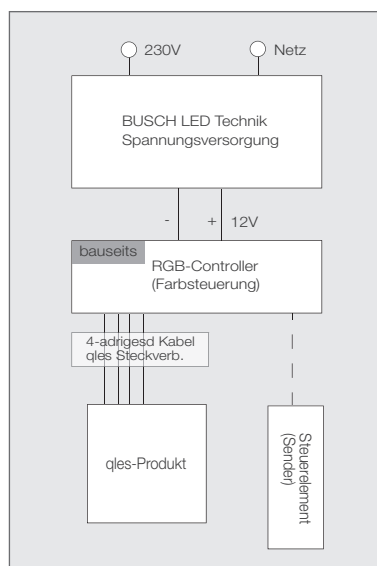 230V
Netz
BUSCH LED Technik
Spannungsversorgung
- + 12V
bauseits
RGB-Controller
(Farbsteuerung)
4-adrigesd Kabel
qles Steckverb.
qles-Produkt
Steuerelement
(Sender)